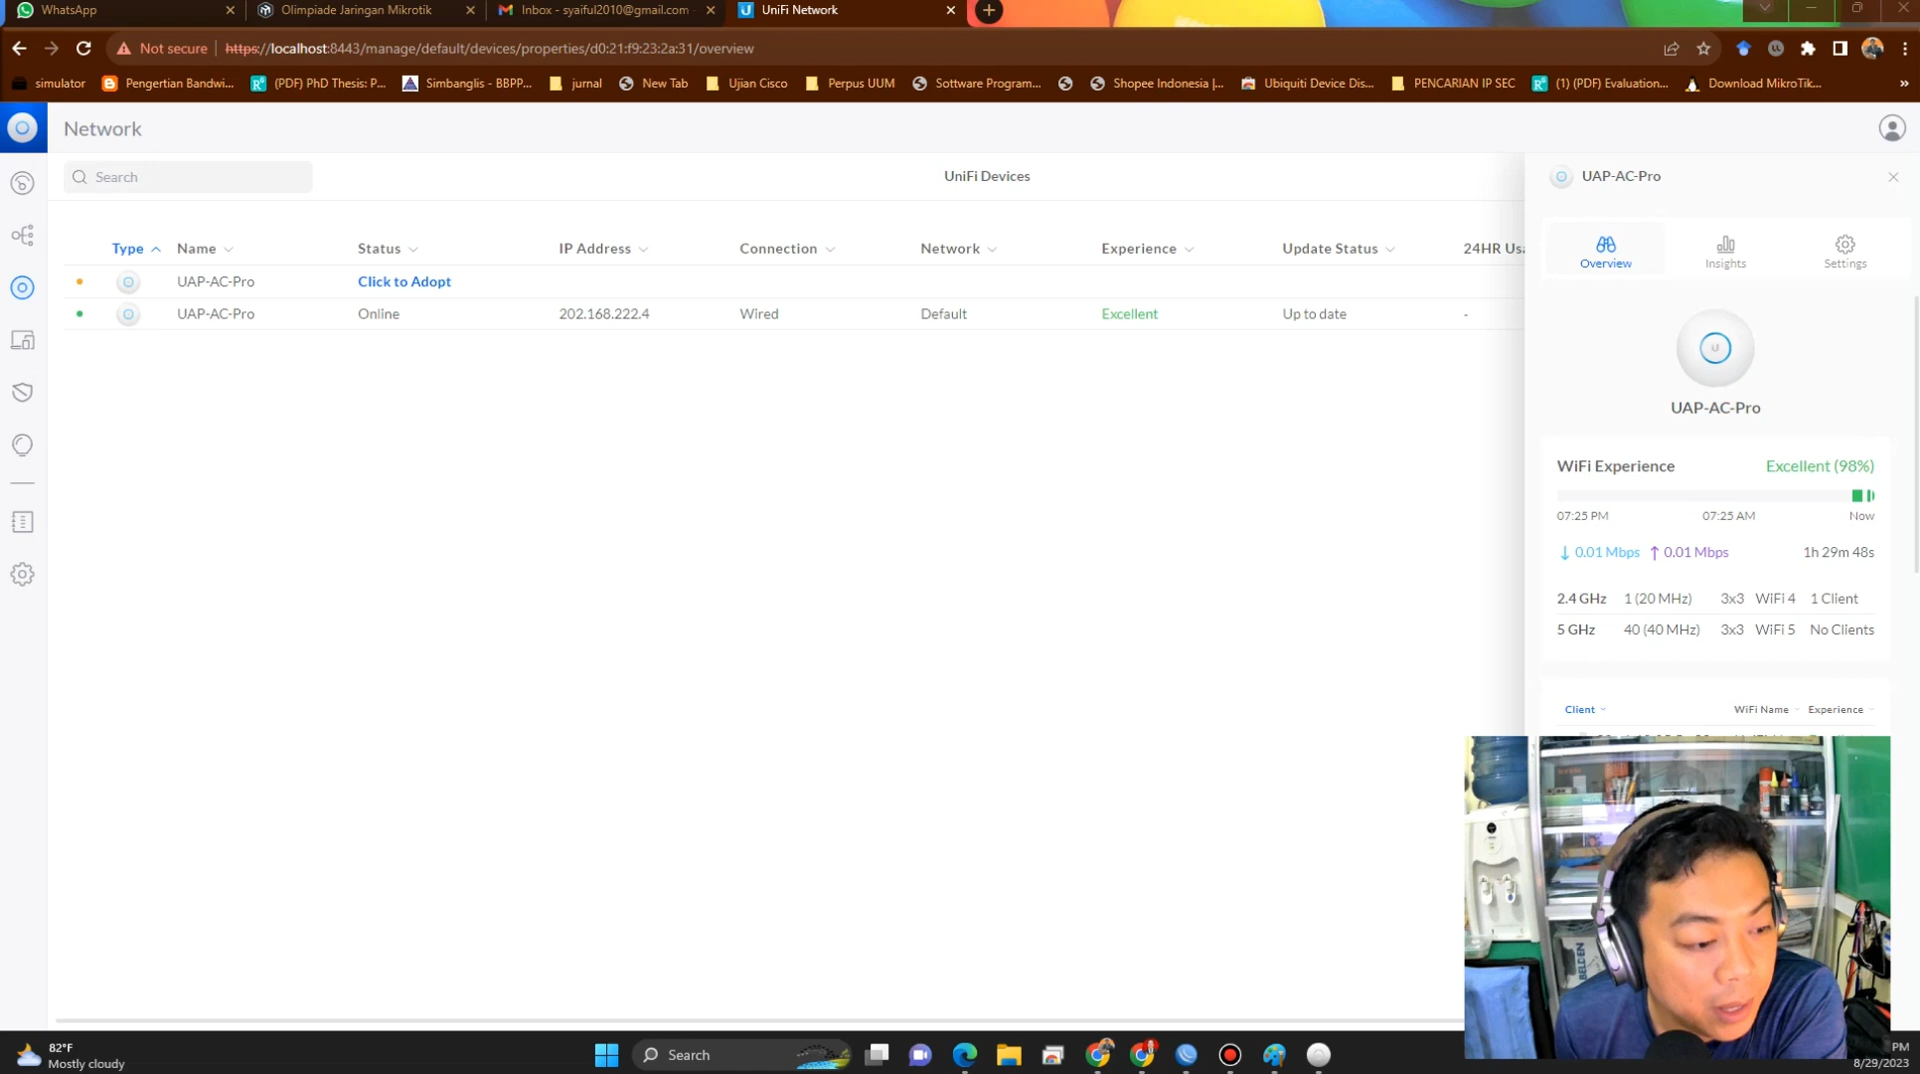 WhatsApp
Olimpiade Jaringan Mikrotik
Inbox - syaiful2010@gmail.com
UniFi Network
Not secure https://localhost:8443/manage/default/devices/properties/d0:21:f9:23:2a:31/overview
simulator Pengertian Bandwi... (PDF) PhD Thesis: P... Simbanglis - BBPP... jurnal New Tab Ujian Cisco Perpus UUM Sottware Program... Shopee Indonesia |... Ubiquiti Device Dis... PENCARIAN IP SEC (1) (PDF) Evaluation... Download MikroTik... »
Network
Search
UniFi Devices
UAP-AC-Pro
Type Name Status IP Address Connection Network Experience Update Status 24HR Usa
UAP-AC-Pro Click to Adopt
UAP-AC-Pro Online 202.168.222.4 Wired Default Excellent Up to date -
Overview Insights Settings
U
UAP-AC-Pro
WiFi Experience Excellent (98%)
07:25 PM 07:25 AM Now
↓ 0.01 Mbps ↑ 0.01 Mbps 1h 29m 48s
2.4 GHz 1 (20 MHz) 3x3 WiFi 4 1 Client
5 GHz 40 (40 MHz) 3x3 WiFi 5 No Clients
Client WiFi Name Experience
BELDEN
82°F
Mostly cloudy
Search
PM
8/29/2023